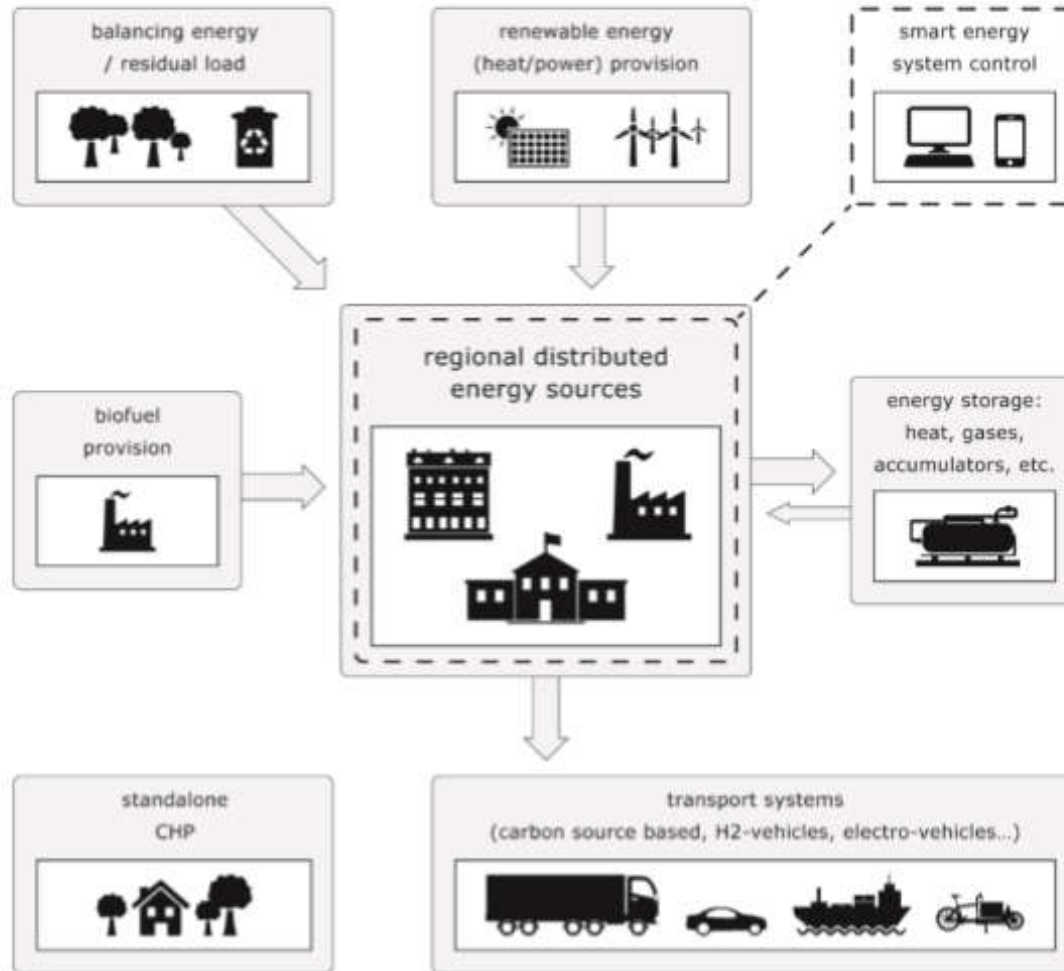 balancing energy
/ residual load
renewable energy
(heat/power) provision
smart energy
system control
regional distributed
energy sources
biofuel
provision
energy storage:
heat, gases,
accumulators, etc.
standalone
CHP
transport systems
(carbon source based, H2-vehicles, electro-vehicles...)